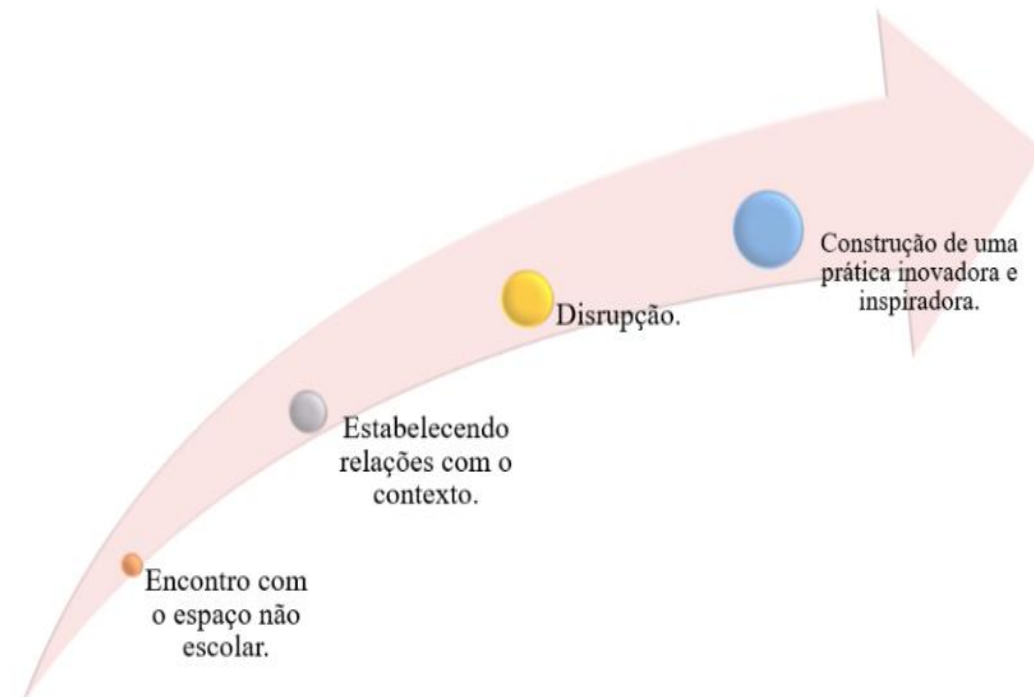 Encontro com
o espaço não
escolar.
Estabelecendo
relações com o
contexto.
Disrupção.
Construção de uma
prática inovadora e
inspiradora.